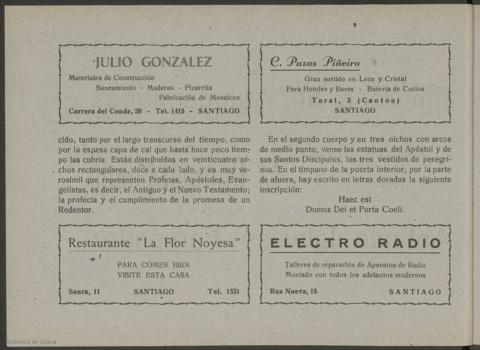 JULIO GONZALEZ
Materiales de Construcción
Saneamiento - Maderas - Pizarrita
Fabricación de Mosaicos
Carrera del Conde, 20 - Tel. 1415 - SANTIAGO
C. Pazos Piñeiro
Gran surtido en Loza y Cristal
Para Hoteles y Bares - Batería de Cocina
Toral, 5 (Cantón)
SANTIAGO
cido, tanto por el largo transcurso del tiempo, como
por la espesa capa de cal que hasta hace poco tiem-
po las cubría. Están distribuídas en veinticuatro ni-
chos rectangulares, doce a cada lado, y es muy ve-
rosímil que representen Profetas, Apóstoles, Evan-
gelistas, es decir, el Antiguo y el Nuevo Testamento;
la profecía y el cumplimiento de la promesa de un
Redentor.
En el segundo cuerpo y en tres nichos con arcos
de medio punto, vense las estatuas del Apóstol y de
sus Santos Discípulos, los tres vestidos de peregri-
nos. En el tímpano de la puerta interior, por la parte
de afuera, hay escrito en letras doradas la siguiente
inscripción:
Haec est
Domus Dei et Porta Coeli.
Restaurante "La Flor Noyesa"
PARA COMER BIEN
VISITE ESTA CASA
Senra, 11 SANTIAGO Tel. 1531
ELECTRO RADIO
Talleres de reparación de Aparatos de Radio
Montado con todos los adelantos modernos
Rua Nueva, 15 SANTIAGO
Biblioteca de Galicia